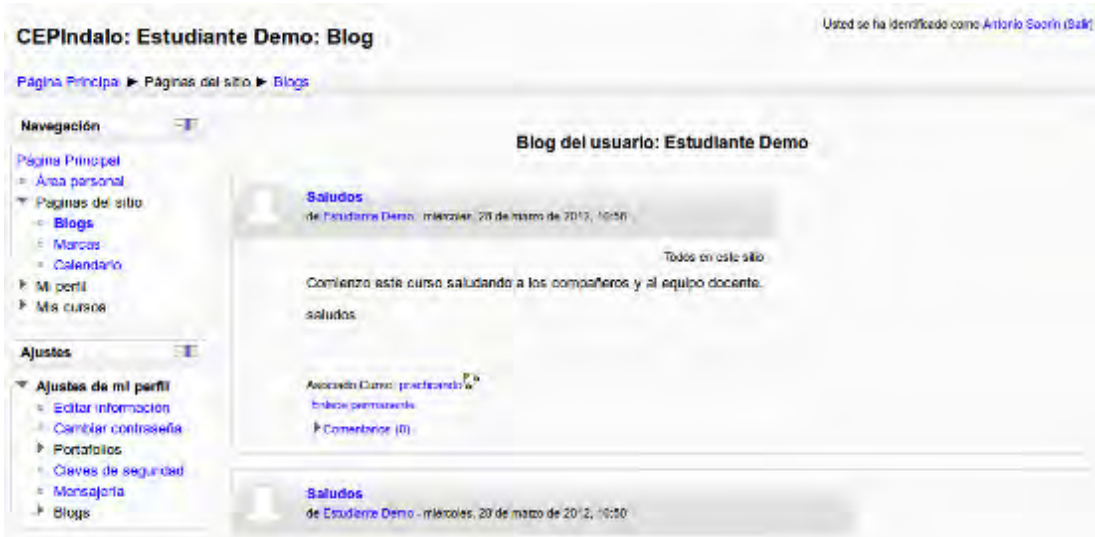 Usted se ha identificado como Antonio Saorín (Salir)
CEPIndalo: Estudiante Demo: Blog
Página Principal ► Páginas del sitio ► Blogs
Navegación
Página Principal
Área personal
Páginas del sitio
Blogs
Marcas
Calendario
Mi perfil
Mis cursos
Ajustes
Ajustes de mi perfil
Editar información
Cambiar contraseña
Portafolios
Claves de seguridad
Mensajería
Blogs
Blog del usuario: Estudiante Demo
Saludos
de Estudiante Demo - miércoles, 28 de marzo de 2012, 10:50
Todos en este sitio
Comienzo este curso saludando a los compañeros y al equipo docente.
saludos
Asociado Curso: practicando
Enlace permanente
Comentarios (0)
Saludos
de Estudiante Demo - miércoles, 28 de marzo de 2012, 10:50